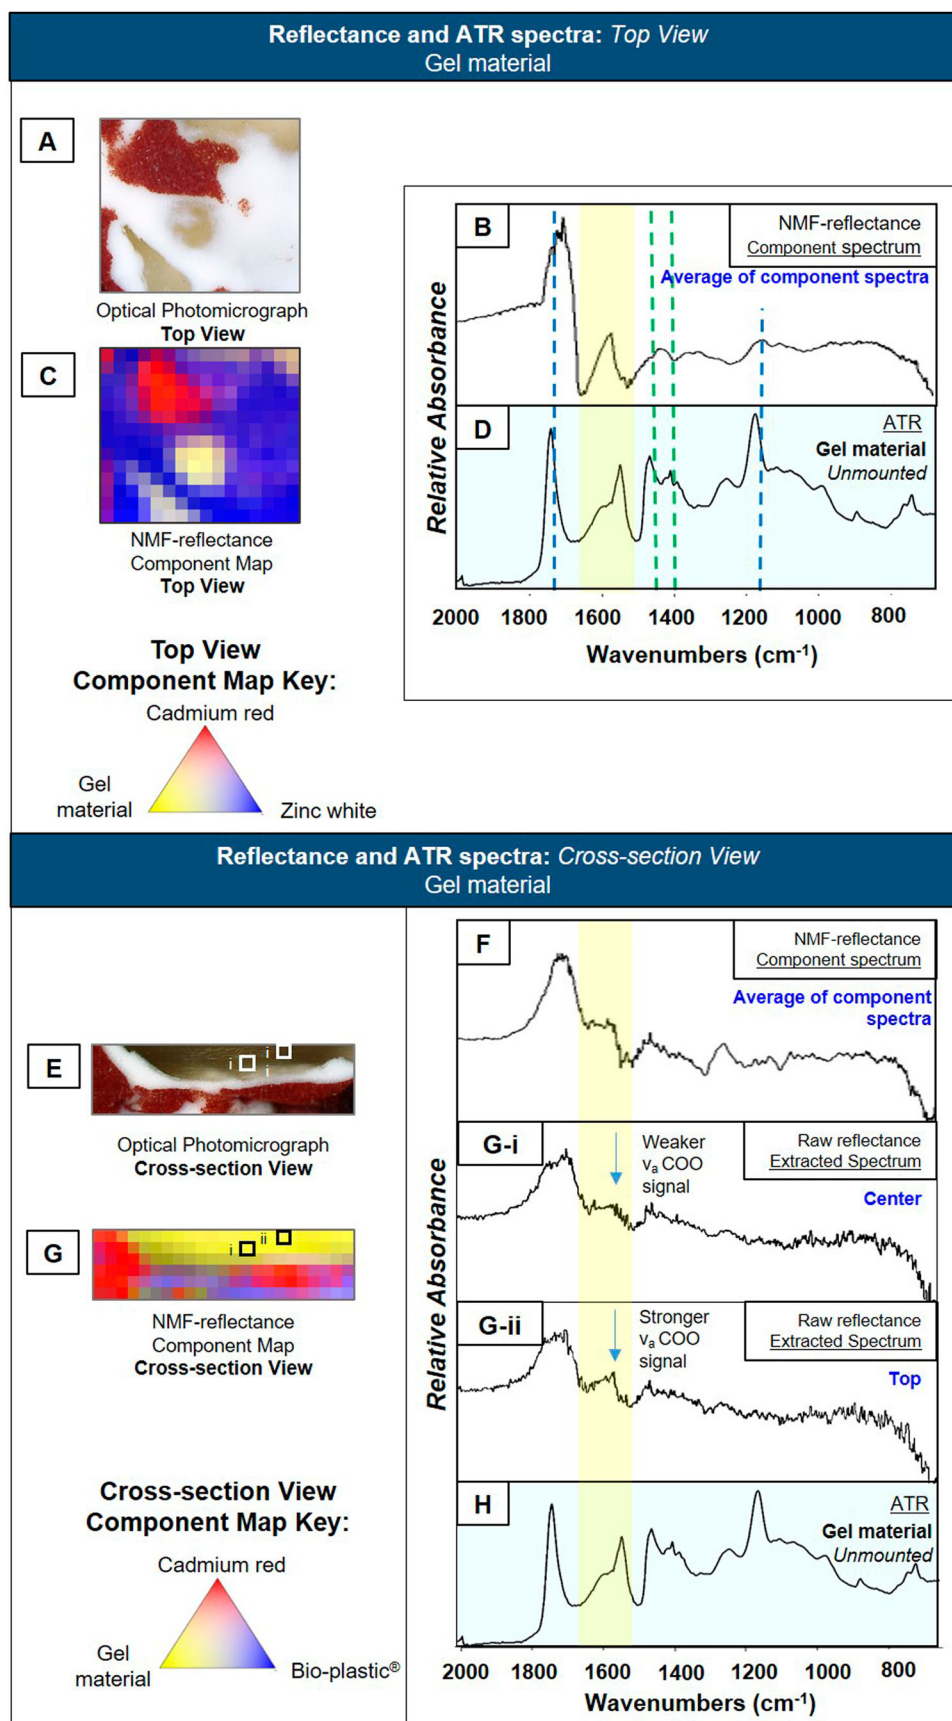 Reflectance and ATR spectra: Top View
Gel material
A
Optical Photomicrograph
Top View
C
NMF-reflectance
Component Map
Top View
Top View
Component Map Key:
Cadmium red
Gel
material
Zinc white
B
NMF-reflectance
Component spectrum
Average of component spectra
D
ATR
Gel material
Unmounted
Relative Absorbance
2000 1800 1600 1400 1200 1000 800
Wavenumbers (cm-1)
Reflectance and ATR spectra: Cross-section View
Gel material
E
i
i
i
Optical Photomicrograph
Cross-section View
G
i
ii
NMF-reflectance
Component Map
Cross-section View
Cross-section View
Component Map Key:
Cadmium red
Gel
material
Bio-plastic®
F
NMF-reflectance
Component spectrum
Average of component
spectra
G-i
Weaker
va COO
signal
Raw reflectance
Extracted Spectrum
Center
G-ii
Stronger
va COO
signal
Raw reflectance
Extracted Spectrum
Top
H
ATR
Gel material
Unmounted
Relative Absorbance
2000 1800 1600 1400 1200 1000 800
Wavenumbers (cm-1)